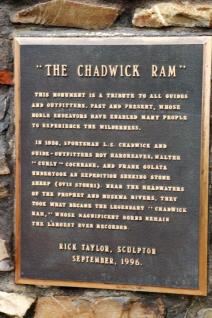 "THE CHADWICK RAM"
THIS MONUMENT IS A TRIBUTE TO ALL GUIDES
AND OUTFITTERS, PAST AND PRESENT, WHOSE
NOBLE ENDEAVORS HAVE ENABLED MANY PEOPLE
TO EXPERIENCE THE WILDERNESS.
IN 1936, SPORTSMAN L.S. CHADWICK AND
GUIDE-OUTFITTERS ROY HARGREAVES, WALTER
"CURLY" COCHRANE, AND FRANK GOLATA
UNDERTOOK AN EXPEDITION SEEKING STONE
SHEEP (OVIS STONEI). NEAR THE HEADWATERS
OF THE PROPHET AND MUSKWA RIVERS, THEY
TOOK WHAT BECAME THE LEGENDARY "CHADWICK
RAM," WHOSE MAGNIFICENT HORNS REMAIN
THE LARGEST EVER RECORDED.
RICK TAYLOR, SCULPTOR
SEPTEMBER, 1996.